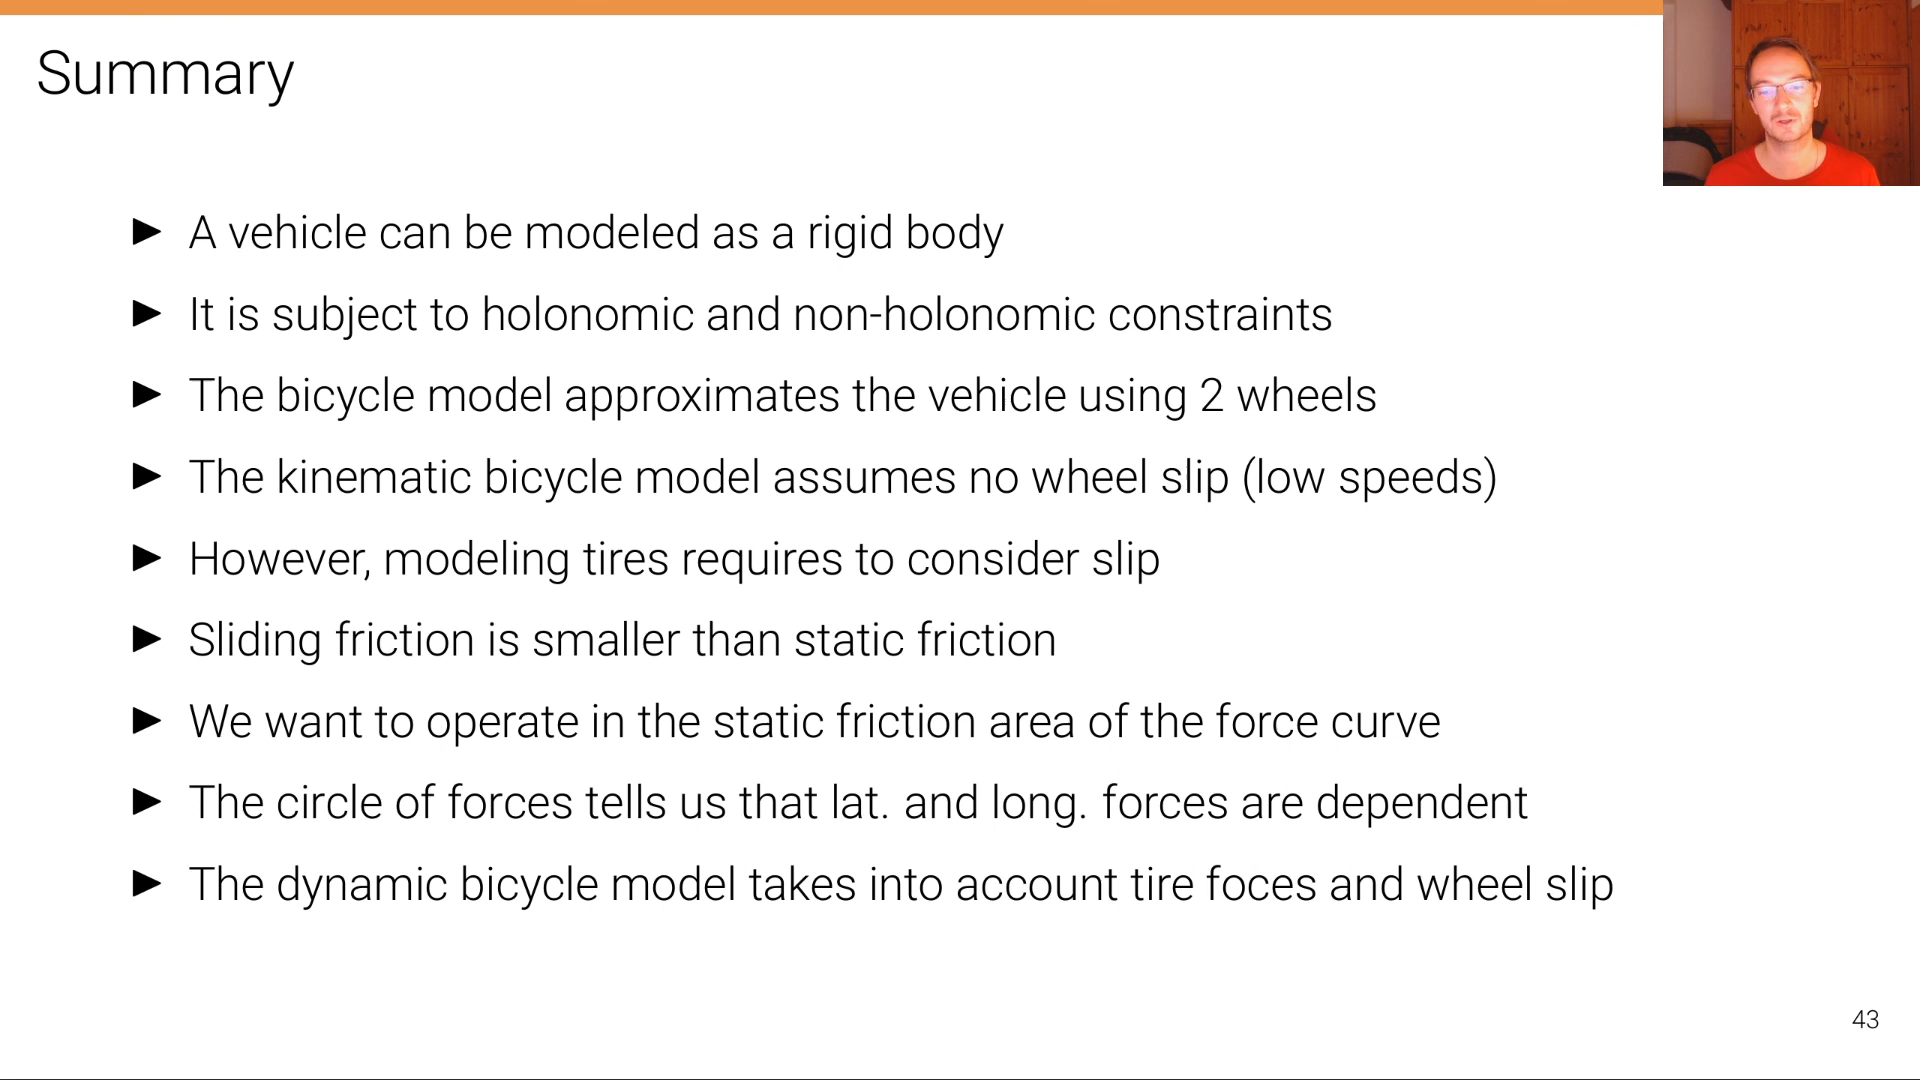 Summary
► A vehicle can be modeled as a rigid body
► It is subject to holonomic and non-holonomic constraints
► The bicycle model approximates the vehicle using 2 wheels
► The kinematic bicycle model assumes no wheel slip (low speeds)
► However, modeling tires requires to consider slip
► Sliding friction is smaller than static friction
► We want to operate in the static friction area of the force curve
► The circle of forces tells us that lat. and long. forces are dependent
► The dynamic bicycle model takes into account tire foces and wheel slip
43